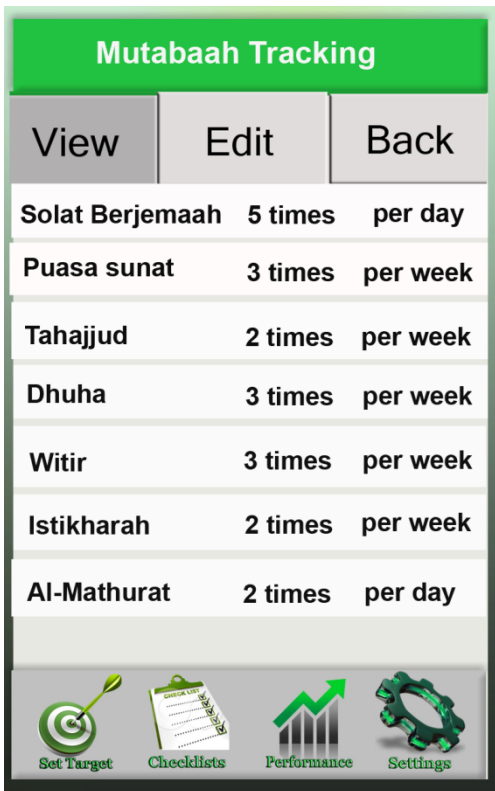 Mutabaah Tracking
View Edit Back
Solat Berjemaah 5 times per day
Puasa sunat 3 times per week
Tahajjud 2 times per week
Dhuha 3 times per week
Witir 3 times per week
Istikharah 2 times per week
Al-Mathurat 2 times per day
CHECK LIST
Set Target Checklists Performance Settings